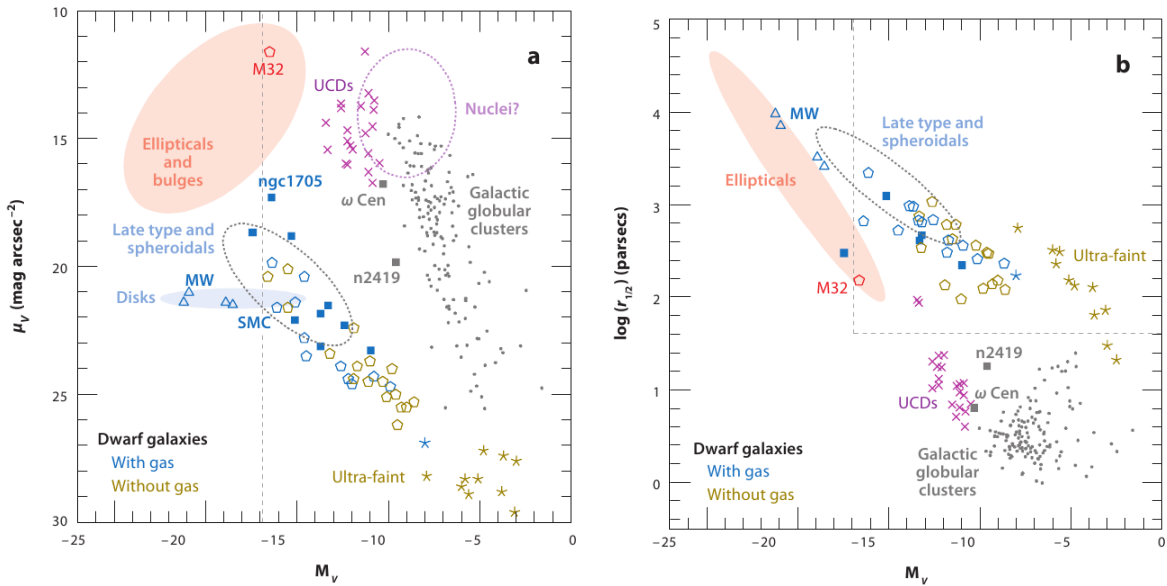 a
10
15
20
25
30
μV (mag arcsec−2)
M32
UCDs
Nuclei?
Ellipticals
and
bulges
ngc1705
ω Cen
Galactic
globular
clusters
Late type and
spheroidals
n2419
MW
Disks
SMC
Dwarf galaxies
With gas
Without gas
Ultra-faint
−25
−20
−15
−10
−5
0
MV
b
5
4
3
2
1
0
−1
log (r1/2) (parsecs)
MW
Late type and
spheroidals
Ellipticals
Ultra-faint
M32
n2419
ω Cen
UCDs
Dwarf galaxies
With gas
Without gas
Galactic
globular
clusters
−25
−20
−15
−10
−5
0
MV